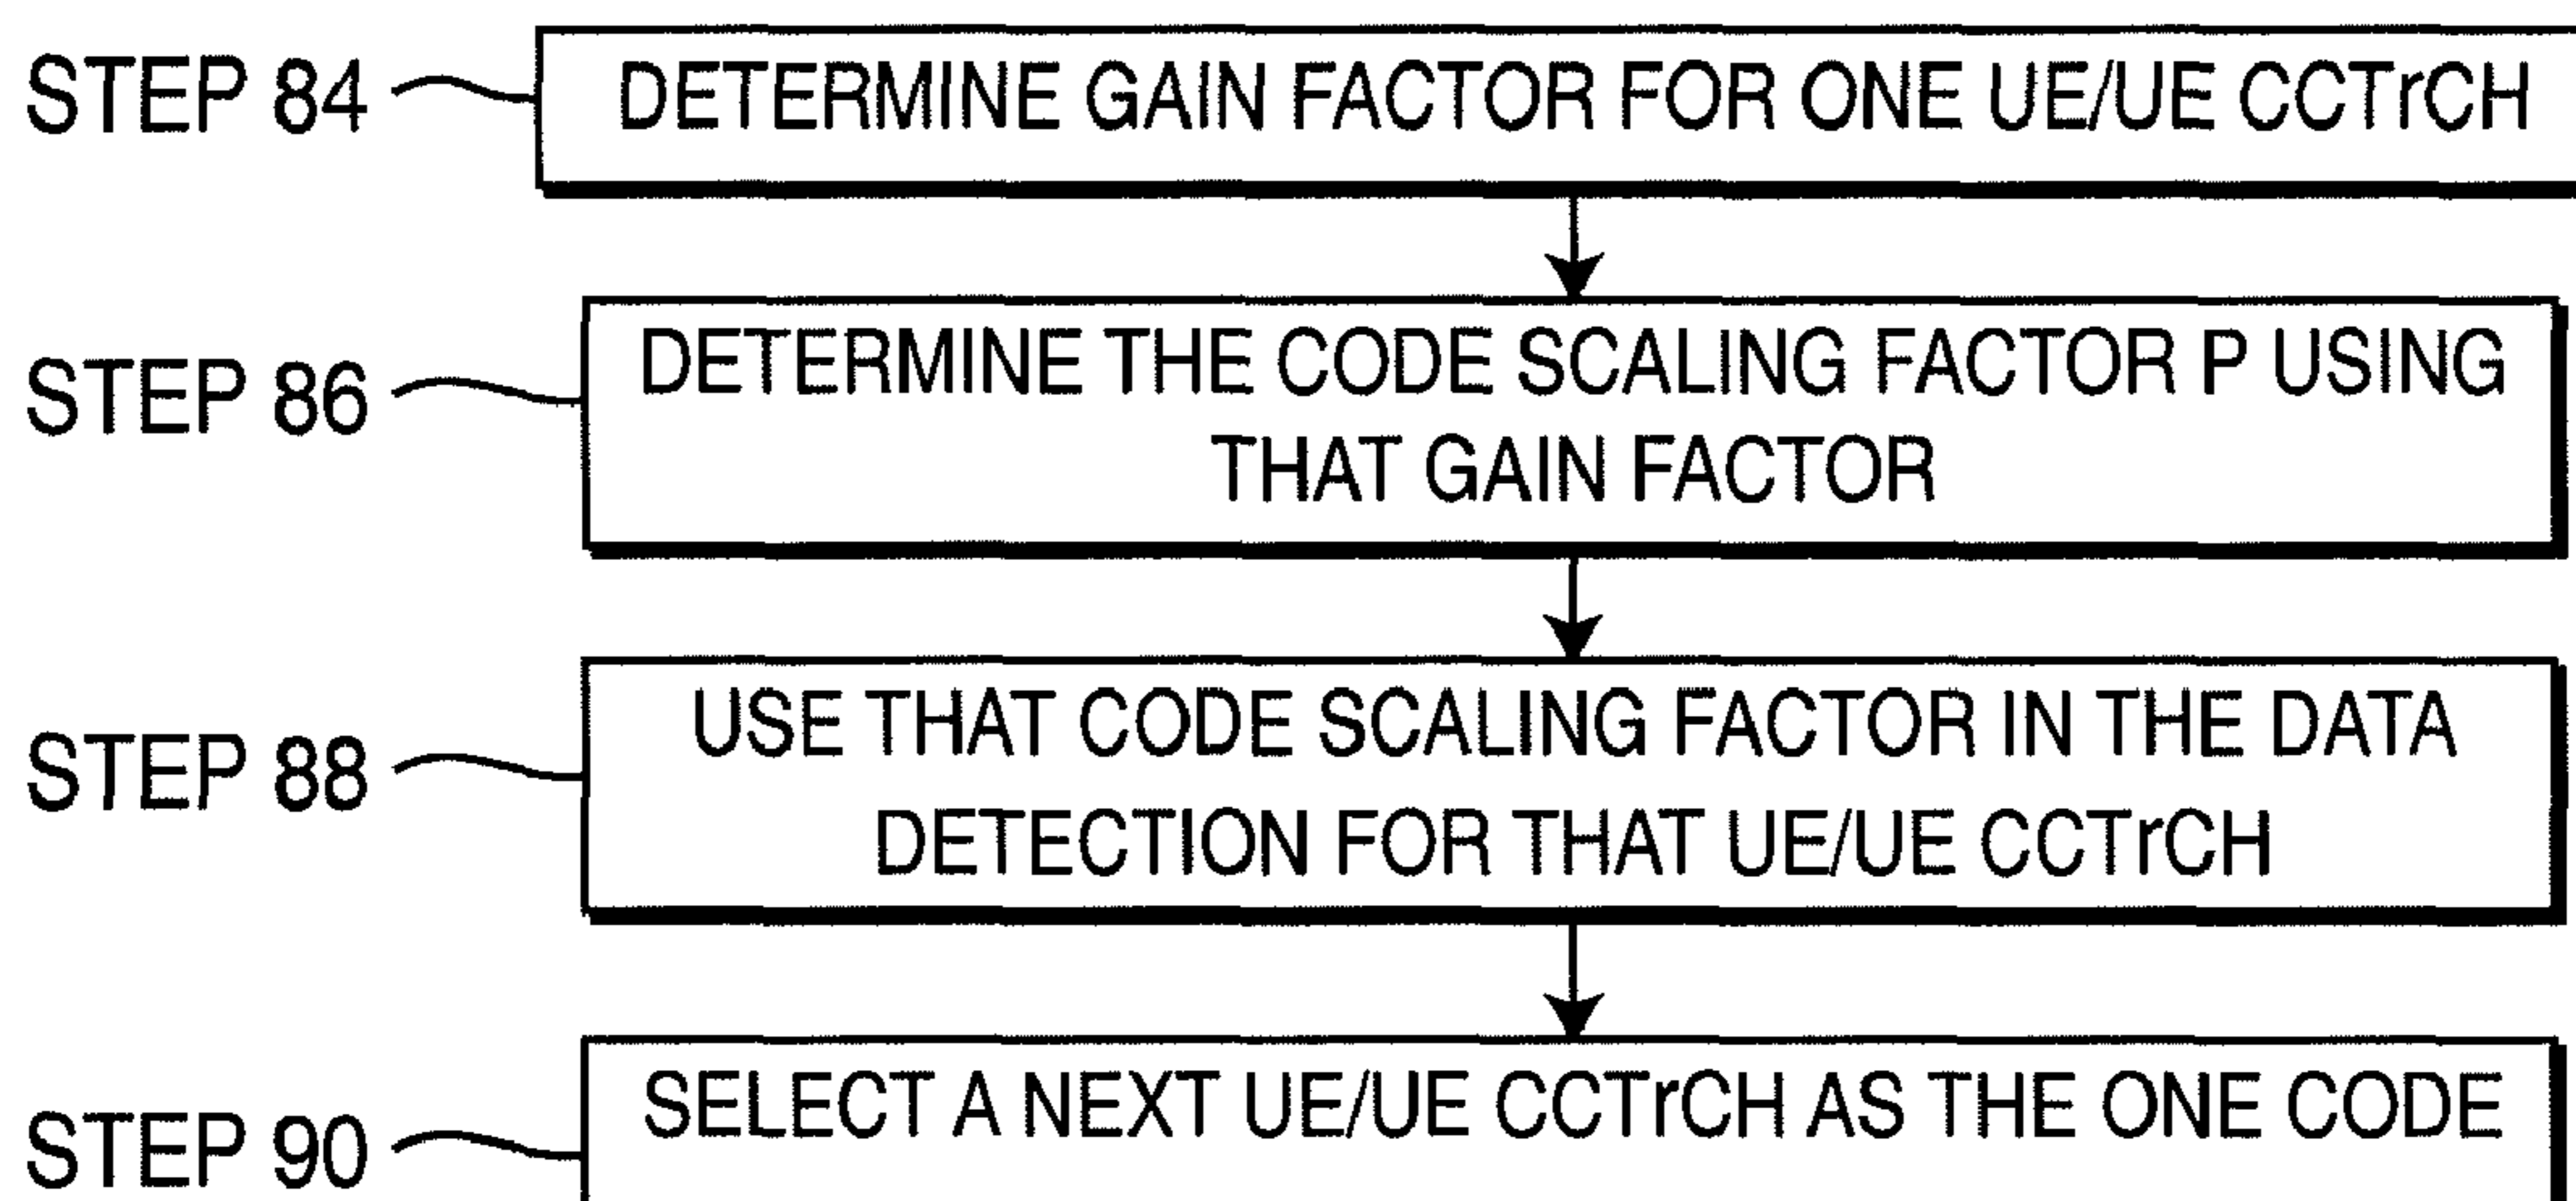 STEP 84
DETERMINE GAIN FACTOR FOR ONE UE/UE CCTrCH
STEP 86
DETERMINE THE CODE SCALING FACTOR P USING
THAT GAIN FACTOR
STEP 88
USE THAT CODE SCALING FACTOR IN THE DATA
DETECTION FOR THAT UE/UE CCTrCH
STEP 90
SELECT A NEXT UE/UE CCTrCH AS THE ONE CODE